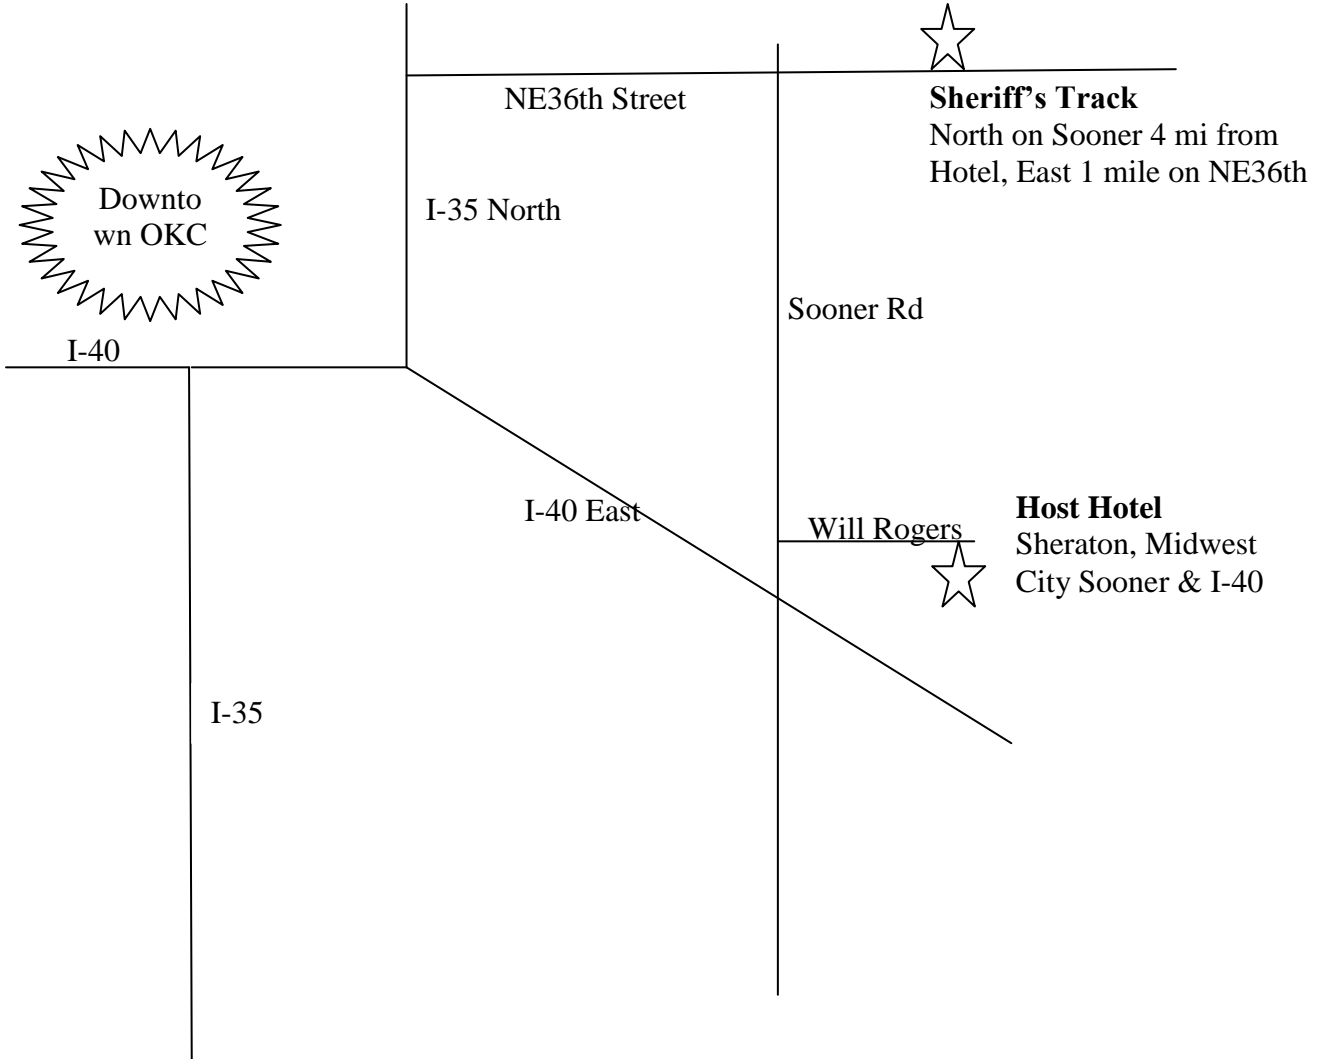 NE36th Street
Sheriff’s Track
North on Sooner 4 mi from
Hotel, East 1 mile on NE36th
Downto
wn OKC
I-35 North
Sooner Rd
I-40
I-40 East
Will Rogers
Host Hotel
Sheraton, Midwest
City Sooner & I-40
I-35